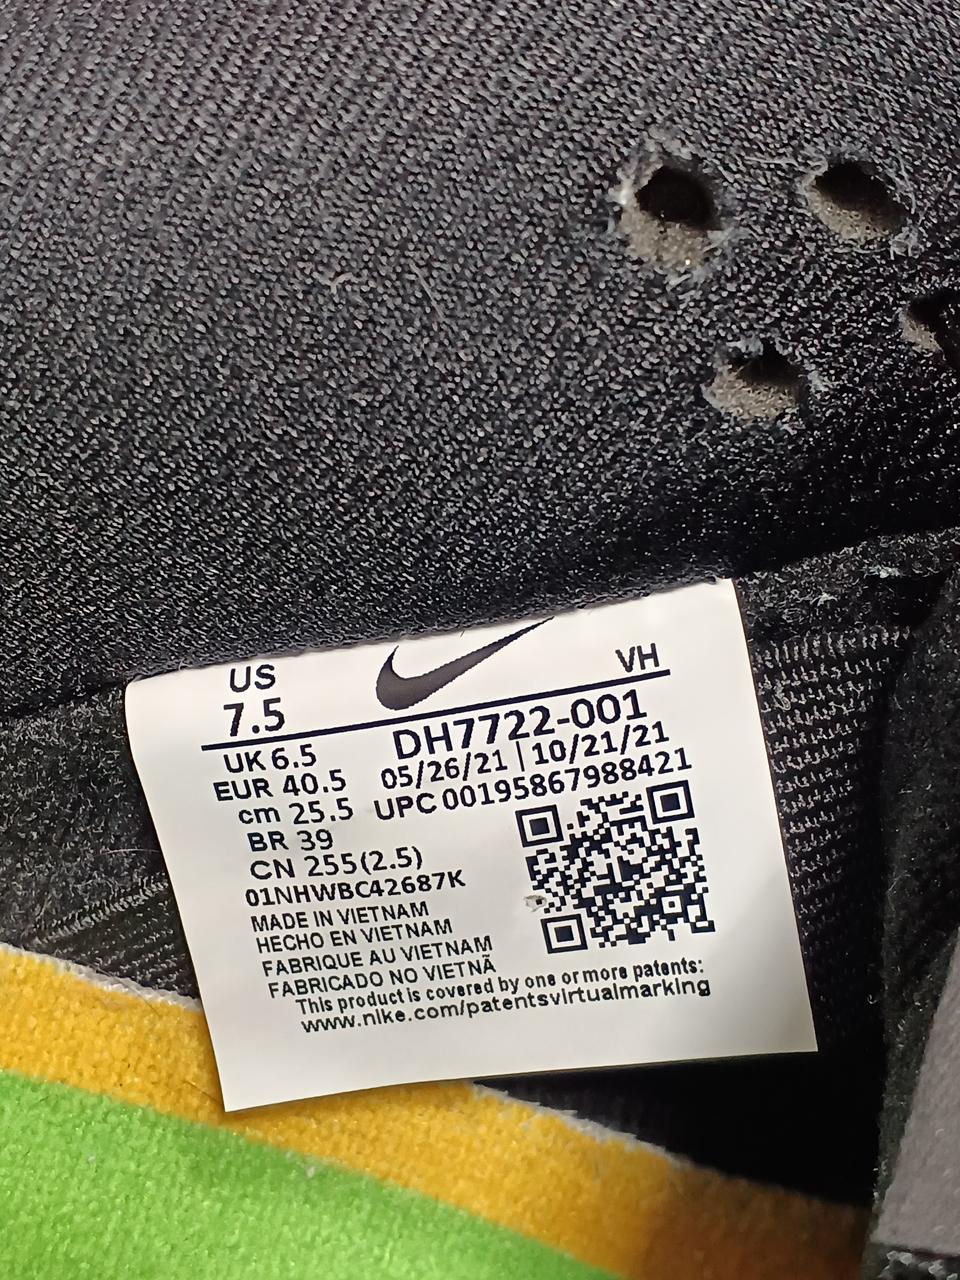 US
7.5
VH
UK 6.5
EUR 40.5
cm 25.5
BR 39
CN 255(2.5)
DH7722-001
05/26/21 | 10/21/21
UPC 00195867988421
01NHWBC42687K
MADE IN VIETNAM
HECHO EN VIETNAM
FABRIQUE AU VIETNAM
FABRICADO NO VIETNÃ
This product is covered by one or more patents:
www.nike.com/patentsvirtualmarking